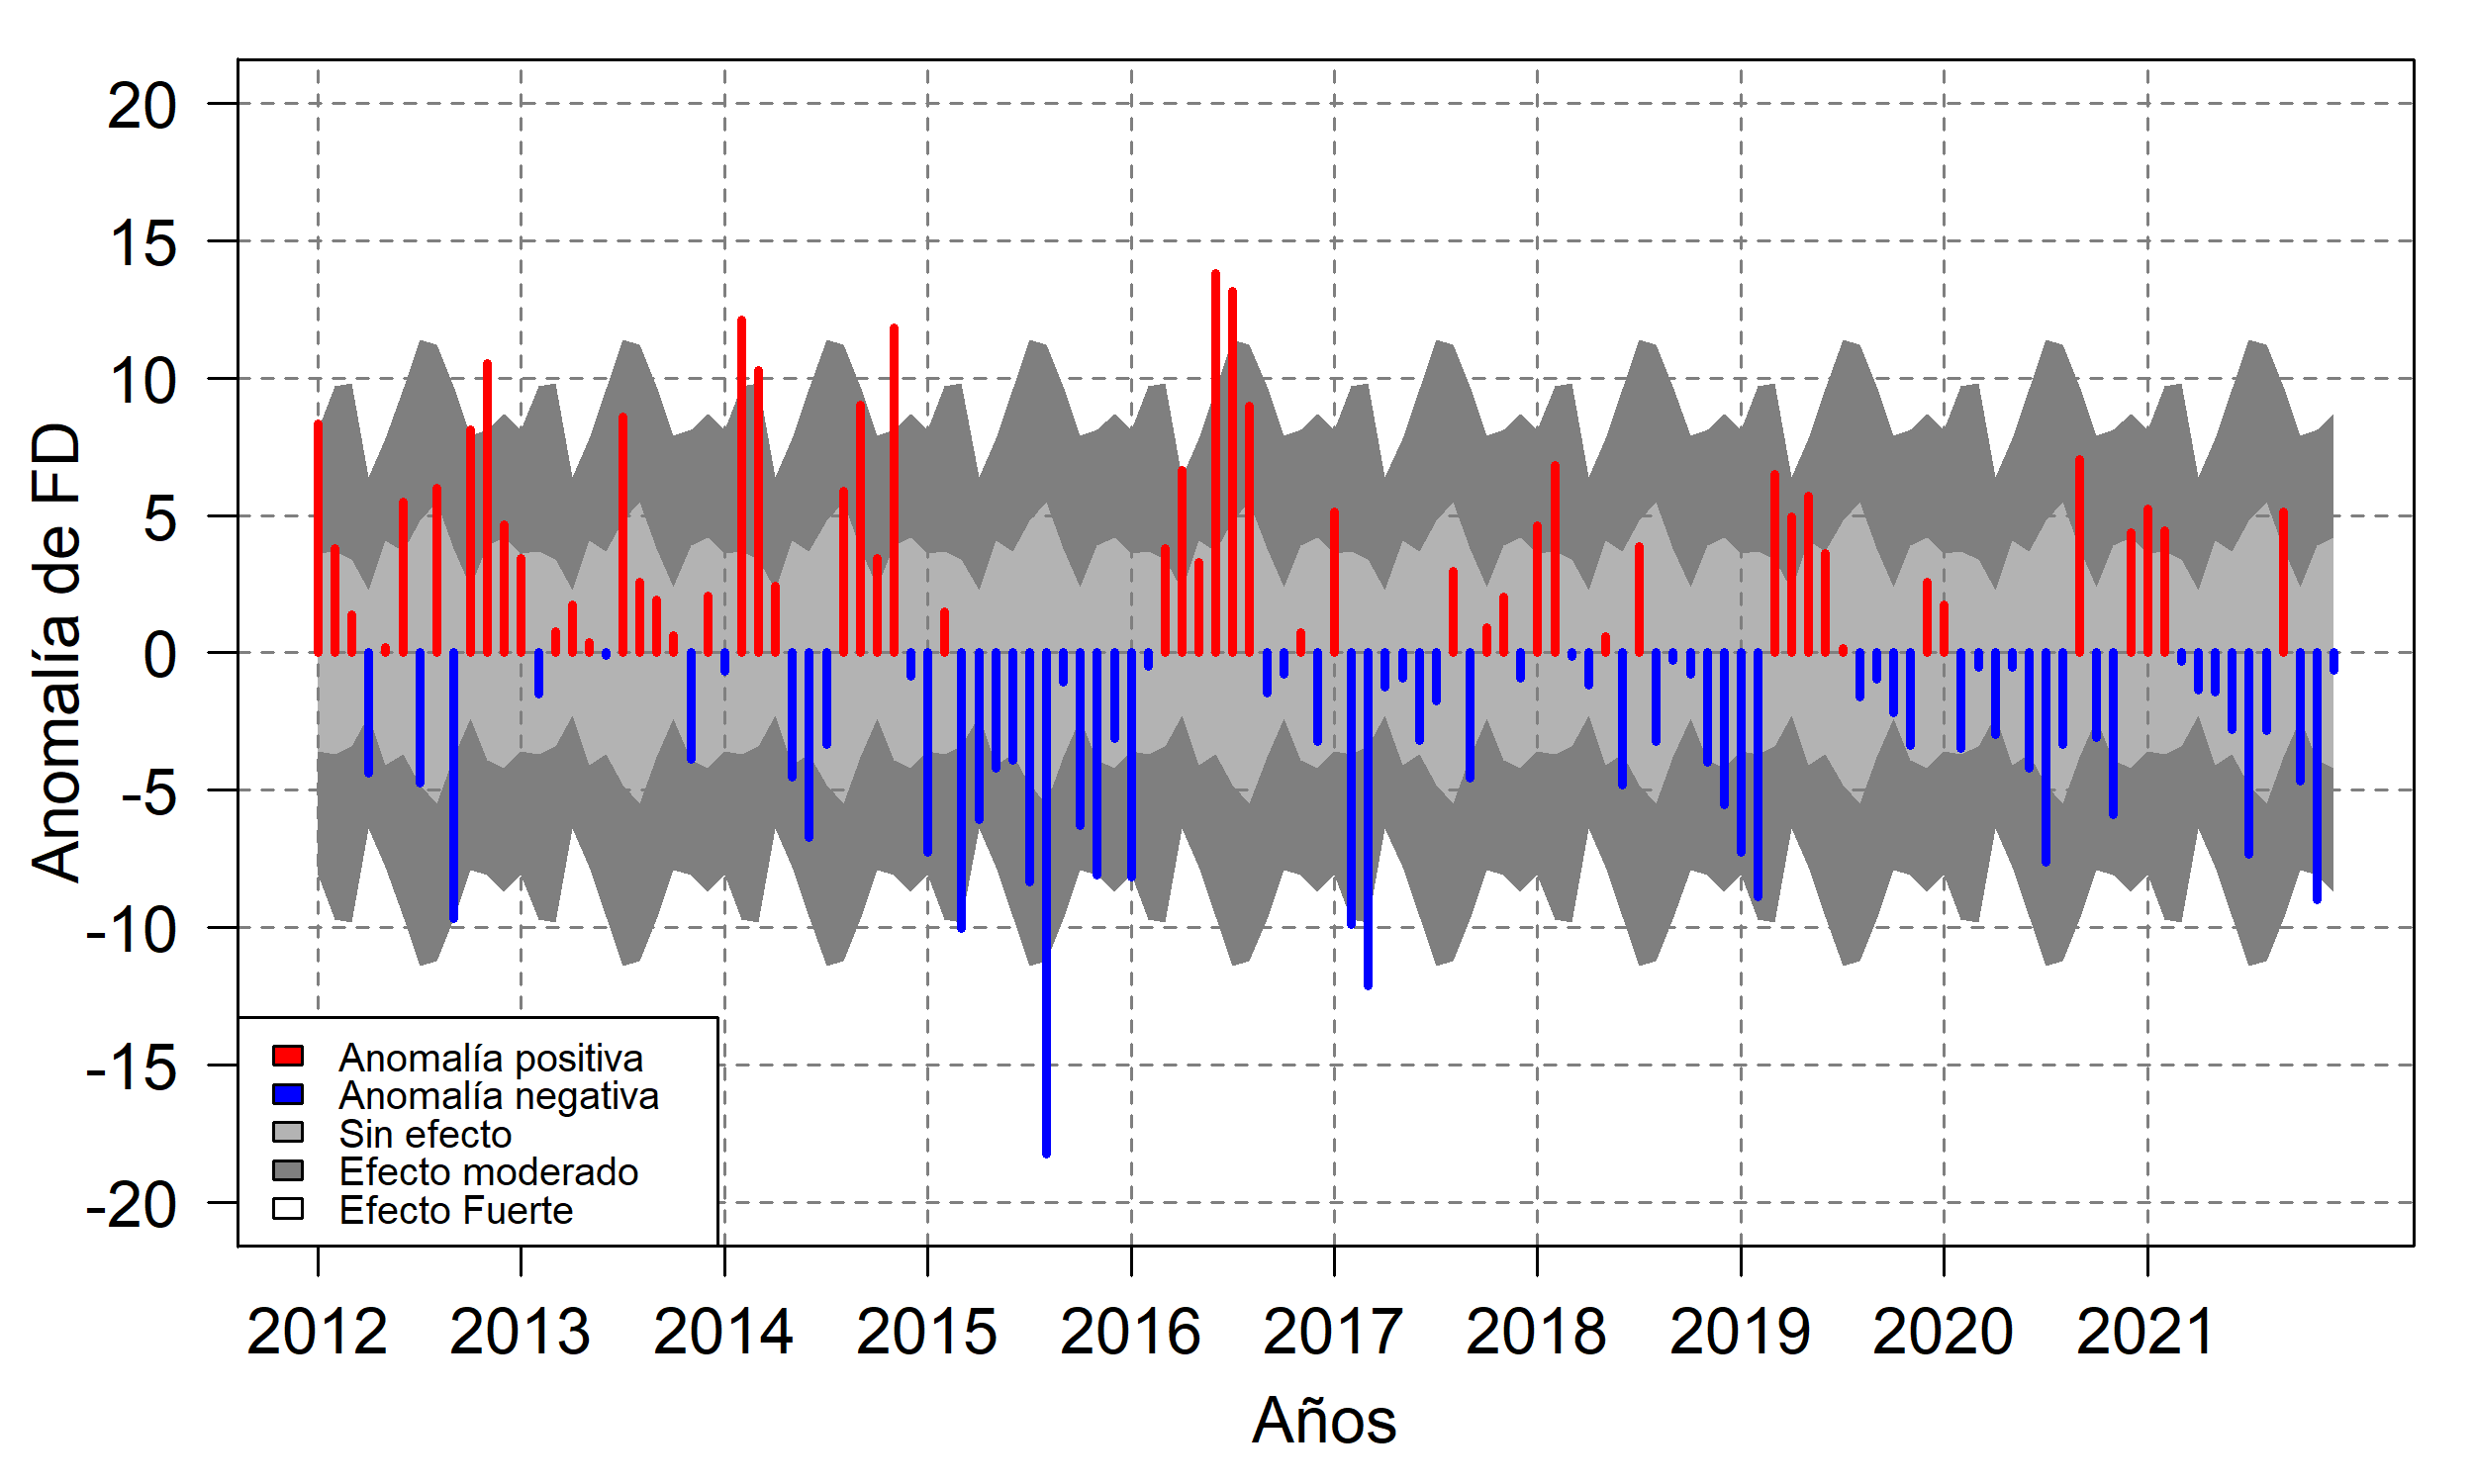 Anomalía de FD
20
15
10
5
0
-5
-10
-15
-20
Anomalía positiva
Anomalía negativa
Sin efecto
Efecto moderado
Efecto Fuerte
2012 2013 2014 2015 2016 2017 2018 2019 2020 2021
Años